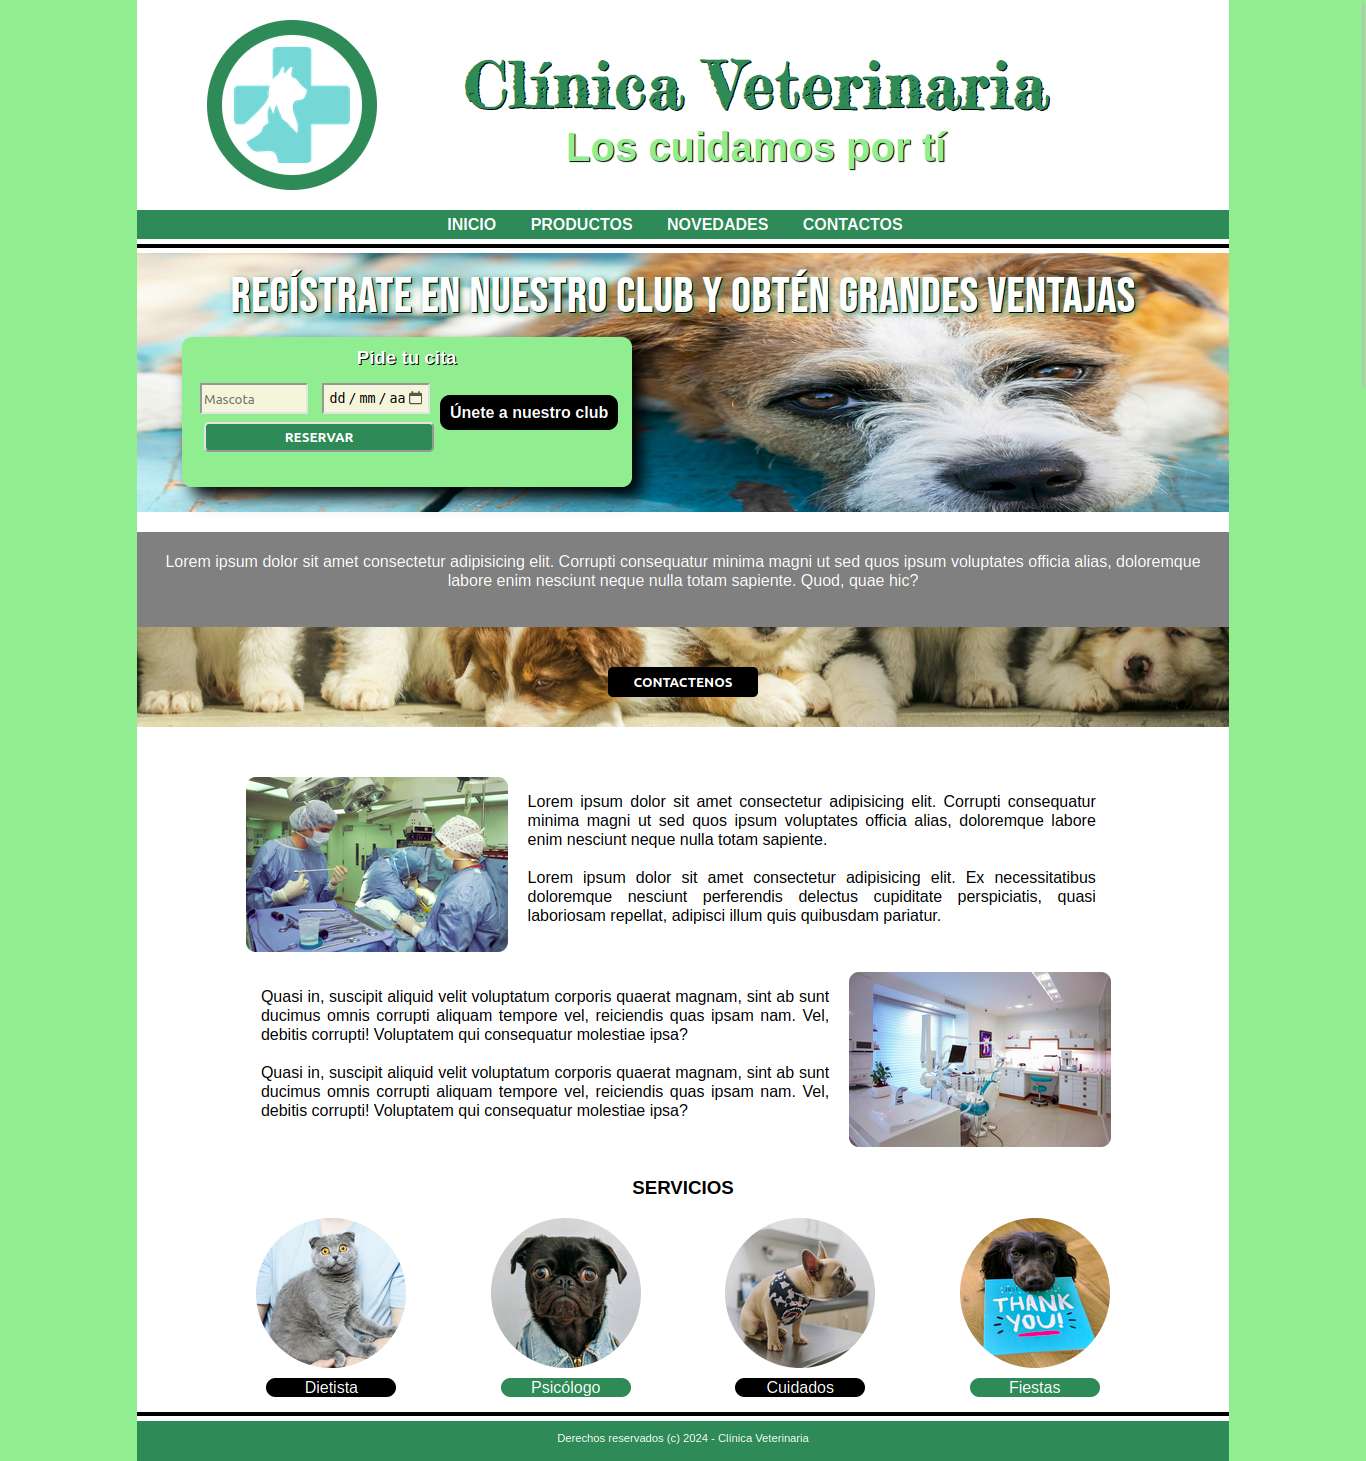 Clínica Veterinaria
Los cuidamos por tí
INICIO PRODUCTOS NOVEDADES CONTACTOS
REGÍSTRATE EN NUESTRO CLUB Y OBTÉN GRANDES VENTAJAS
Pide tu cita
Mascota dd / mm / aa
Únete a nuestro club
RESERVAR
Lorem ipsum dolor sit amet consectetur adipisicing elit. Corrupti consequatur minima magni ut sed quos ipsum voluptates officia alias, doloremque
labore enim nesciunt neque nulla totam sapiente. Quod, quae hic?
CONTACTENOS
Lorem ipsum dolor sit amet consectetur adipisicing elit. Corrupti consequatur
minima magni ut sed quos ipsum voluptates officia alias, doloremque labore
enim nesciunt neque nulla totam sapiente.
Lorem ipsum dolor sit amet consectetur adipisicing elit. Ex necessitatibus
doloremque nesciunt perferendis delectus cupiditate perspiciatis, quasi
laboriosam repellat, adipisci illum quis quibusdam pariatur.
Quasi in, suscipit aliquid velit voluptatum corporis quaerat magnam, sint ab sunt
ducimus omnis corrupti aliquam tempore vel, reiciendis quas ipsam nam. Vel,
debitis corrupti! Voluptatem qui consequatur molestiae ipsa?
Quasi in, suscipit aliquid velit voluptatum corporis quaerat magnam, sint ab sunt
ducimus omnis corrupti aliquam tempore vel, reiciendis quas ipsam nam. Vel,
debitis corrupti! Voluptatem qui consequatur molestiae ipsa?
SERVICIOS
THANK
YOU!
Dietista Psicólogo Cuidados Fiestas
Derechos reservados (c) 2024 - Clínica Veterinaria